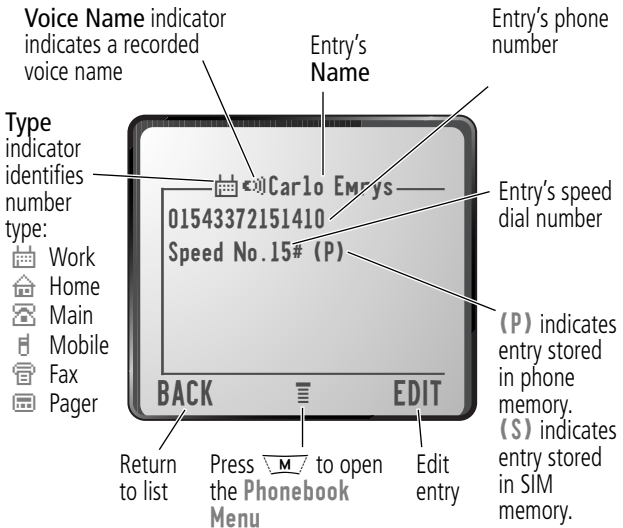 Voice Name indicator
indicates a recorded
voice name
Entry's
Name
Entry's phone
number
Type
indicator
identifies
number
type:
Work
Home
Main
Mobile
Fax
Pager
Carlo Emrys
01543372151410
Speed No.15# (P)
BACK
EDIT
Entry's speed
dial number
(P) indicates
entry stored
in phone
memory.
(S) indicates
entry stored
in SIM
memory.
Return
to list
Press M to open
the Phonebook
Menu
Edit
entry